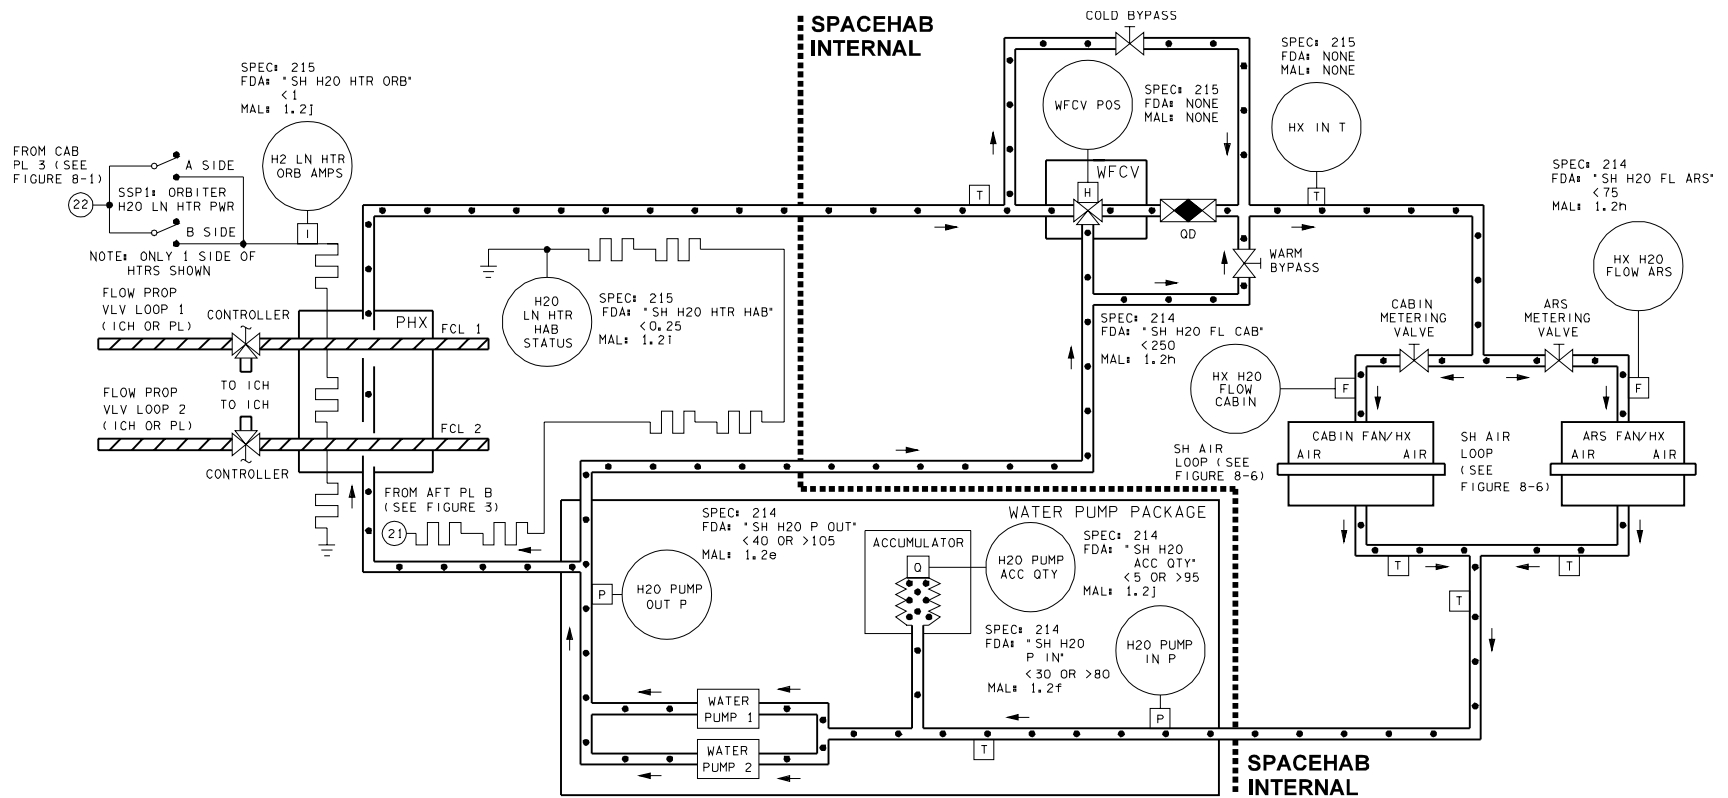 SPACEHAB
INTERNAL
COLD BYPASS
SPEC: 215
FDA: "SH H2O HTR ORB"
<1
MAL: 1.2j
H2 LN HTR
ORB AMPS
I
FROM CAB
PL 3 (SEE
FIGURE 8-1)
22
A SIDE
SSP1: ORBITER
H2O LN HTR PWR
B SIDE
NOTE: ONLY 1 SIDE OF
HTRS SHOWN
WFCV POS
SPEC: 215
FDA: NONE
MAL: NONE
SPEC: 215
FDA: NONE
MAL: NONE
HX IN T
T
T
WFCV
H
QD
WARM
BYPASS
SPEC: 214
FDA: "SH H2O FL ARS"
<75
MAL: 1.2h
HX H2O
FLOW ARS
FLOW PROP
VLV LOOP 1
(ICH OR PL)
CONTROLLER
PHX
FCL 1
TO ICH
TO ICH
FLOW PROP
VLV LOOP 2
(ICH OR PL)
FCL 2
CONTROLLER
H2O
LN HTR
HAB
STATUS
SPEC: 215
FDA: "SH H2O HTR HAB"
<0.25
MAL: 1.2i
SPEC: 214
FDA: "SH H2O FL CAB"
<250
MAL: 1.2h
HX H2O
FLOW
CABIN
F
CABIN
METERING
VALVE
ARS
METERING
VALVE
F
SH AIR
LOOP (SEE
FIGURE 8-6)
CABIN FAN/HX
AIR AIR
SH AIR
LOOP
(SEE
FIGURE 8-6)
ARS FAN/HX
AIR AIR
T
T
T
FROM AFT PL B
(SEE FIGURE 3)
21
WATER PUMP PACKAGE
SPEC: 214
FDA: "SH H2O P OUT"
<40 OR >105
MAL: 1.2e
P
H2O PUMP
OUT P
ACCUMULATOR
Q
H2O PUMP
ACC QTY
SPEC: 214
FDA: "SH H2O
ACC QTY"
<5 OR >95
MAL: 1.2j
SPEC: 214
FDA: "SH H2O
P IN"
<30 OR >80
MAL: 1.2f
H2O PUMP
IN P
P
T
WATER
PUMP 1
WATER
PUMP 2
SPACEHAB
INTERNAL